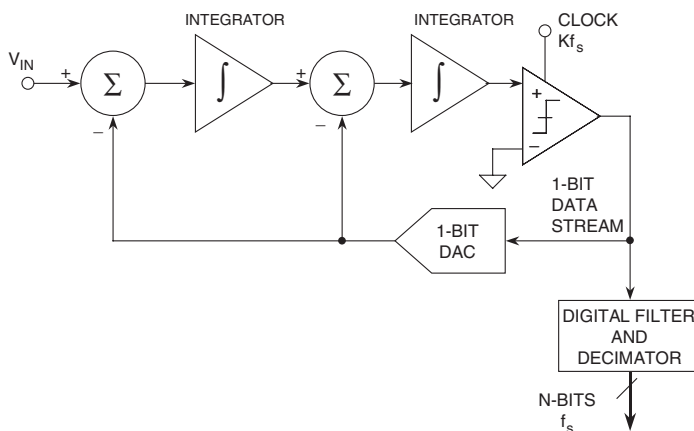 INTEGRATOR
INTEGRATOR
CLOCK
Kfs
VIN
+
Σ
∫
+
Σ
∫
+
−
−
−
1-BIT
DATA
STREAM
1-BIT
DAC
DIGITAL FILTER
AND
DECIMATOR
N-BITS
fs